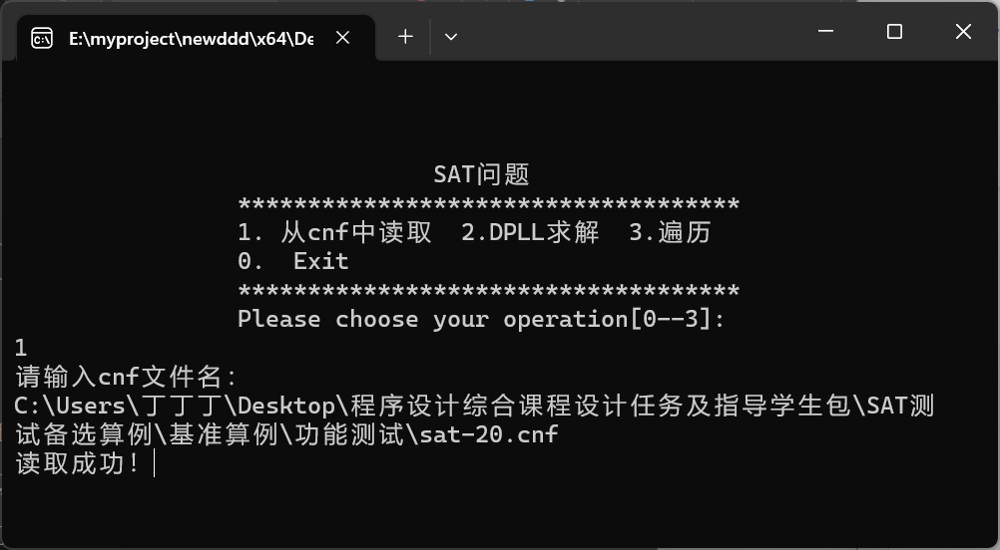 E:\myproject\newddd\x64\De
SAT问题
************************************
1. 从cnf中读取  2.DPLL求解  3.遍历
0.  Exit
************************************
Please choose your operation[0--3]:
1
请输入cnf文件名：
C:\Users\丁丁丁\Desktop\程序设计综合课程设计任务及指导学生包\SAT测
试备选算例\基准算例\功能测试\sat-20.cnf
读取成功！